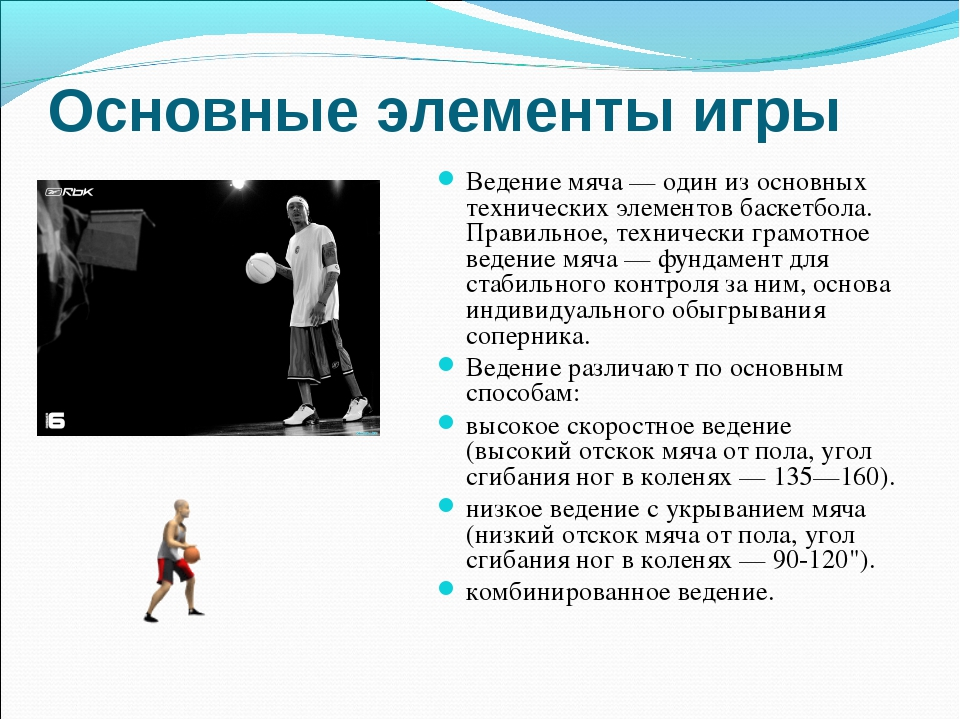 Основные элементы игры
RbK
6
Ведение мяча — один из основных
технических элементов баскетбола.
Правильное, технически грамотное
ведение мяча — фундамент для
стабильного контроля за ним, основа
индивидуального обыгрывания
соперника.
Ведение различают по основным
способам:
высокое скоростное ведение
(высокий отскок мяча от пола, угол
сгибания ног в коленях — 135—160).
низкое ведение с укрыванием мяча
(низкий отскок мяча от пола, угол
сгибания ног в коленях — 90-120").
комбинированное ведение.